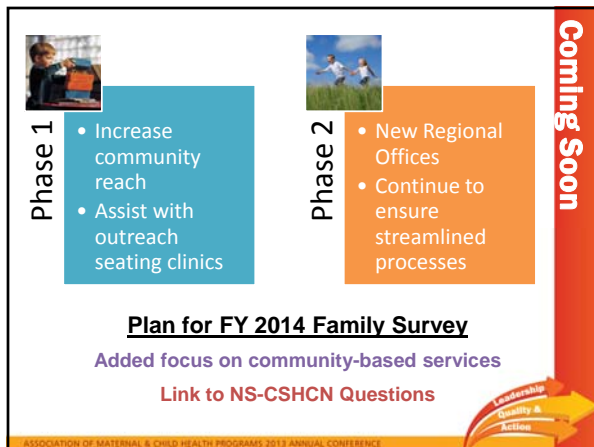 Coming Soon
Phase 1
• Increase
community
reach
• Assist with
outreach
seating clinics
Phase 2
• New Regional
Offices
• Continue to
ensure
streamlined
processes
Plan for FY 2014 Family Survey
Added focus on community-based services
Link to NS-CSHCN Questions
Leadership
Quality &
Action
ASSOCIATION OF MATERNAL & CHILD HEALTH PROGRAMS 2013 ANNUAL CONFERENCE